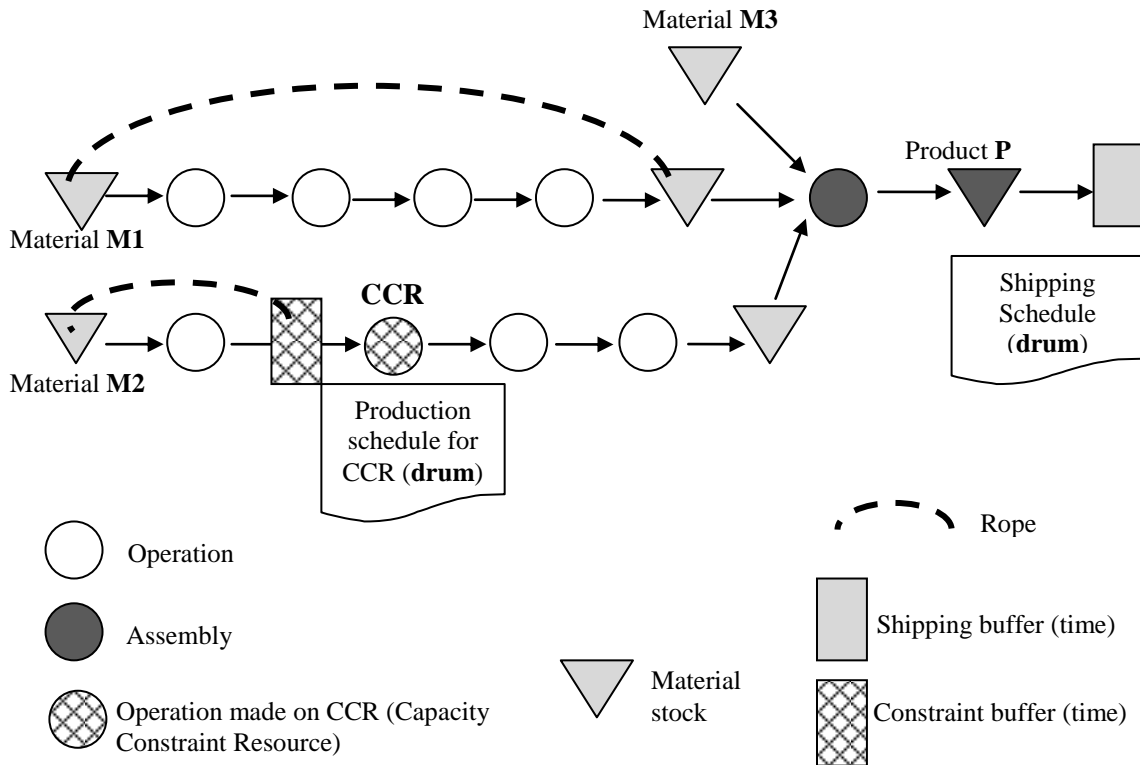 Material M3
Product P
Material M1
CCR
Material M2
Shipping
Schedule
(drum)
Production
schedule for
CCR (drum)
Operation
Rope
Assembly
Shipping buffer (time)
Operation made on CCR (Capacity
Constraint Resource)
Material
stock
Constraint buffer (time)